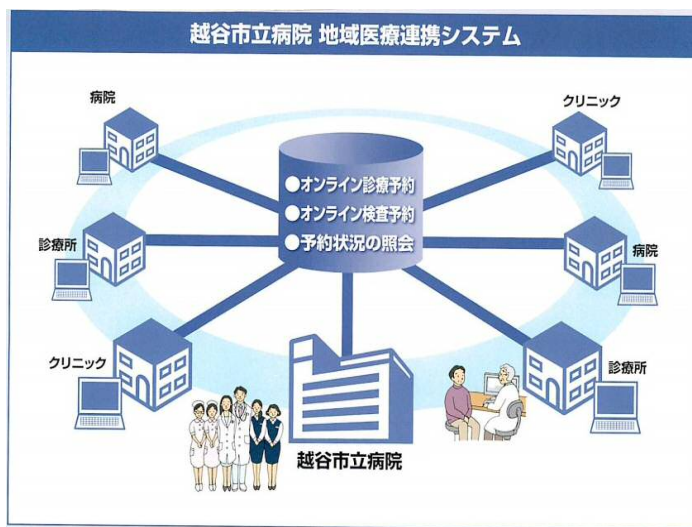 越谷市立病院 地域医療連携システム
病院
クリニック
●オンライン診療予約
●オンライン検査予約
●予約状況の照会
診療所
病院
クリニック
診療所
越谷市立病院